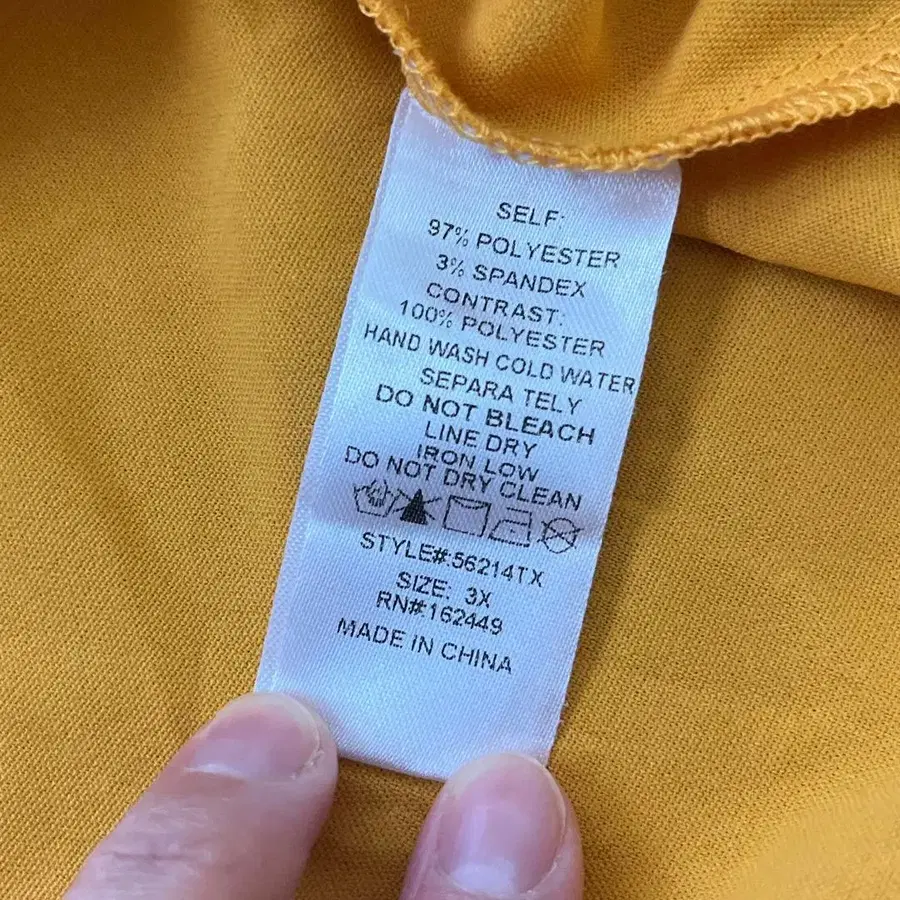 SELF:
97% POLYESTER
3% SPANDEX
CONTRAST:
100% POLYESTER
HAND WASH COLD WATER
SEPARA TELY
DO NOT BLEACH
LINE DRY
IRON LOW
DO NOT DRY CLEAN
STYLE#:56214TX
SIZE: 3X
RN#:162449
MADE IN CHINA